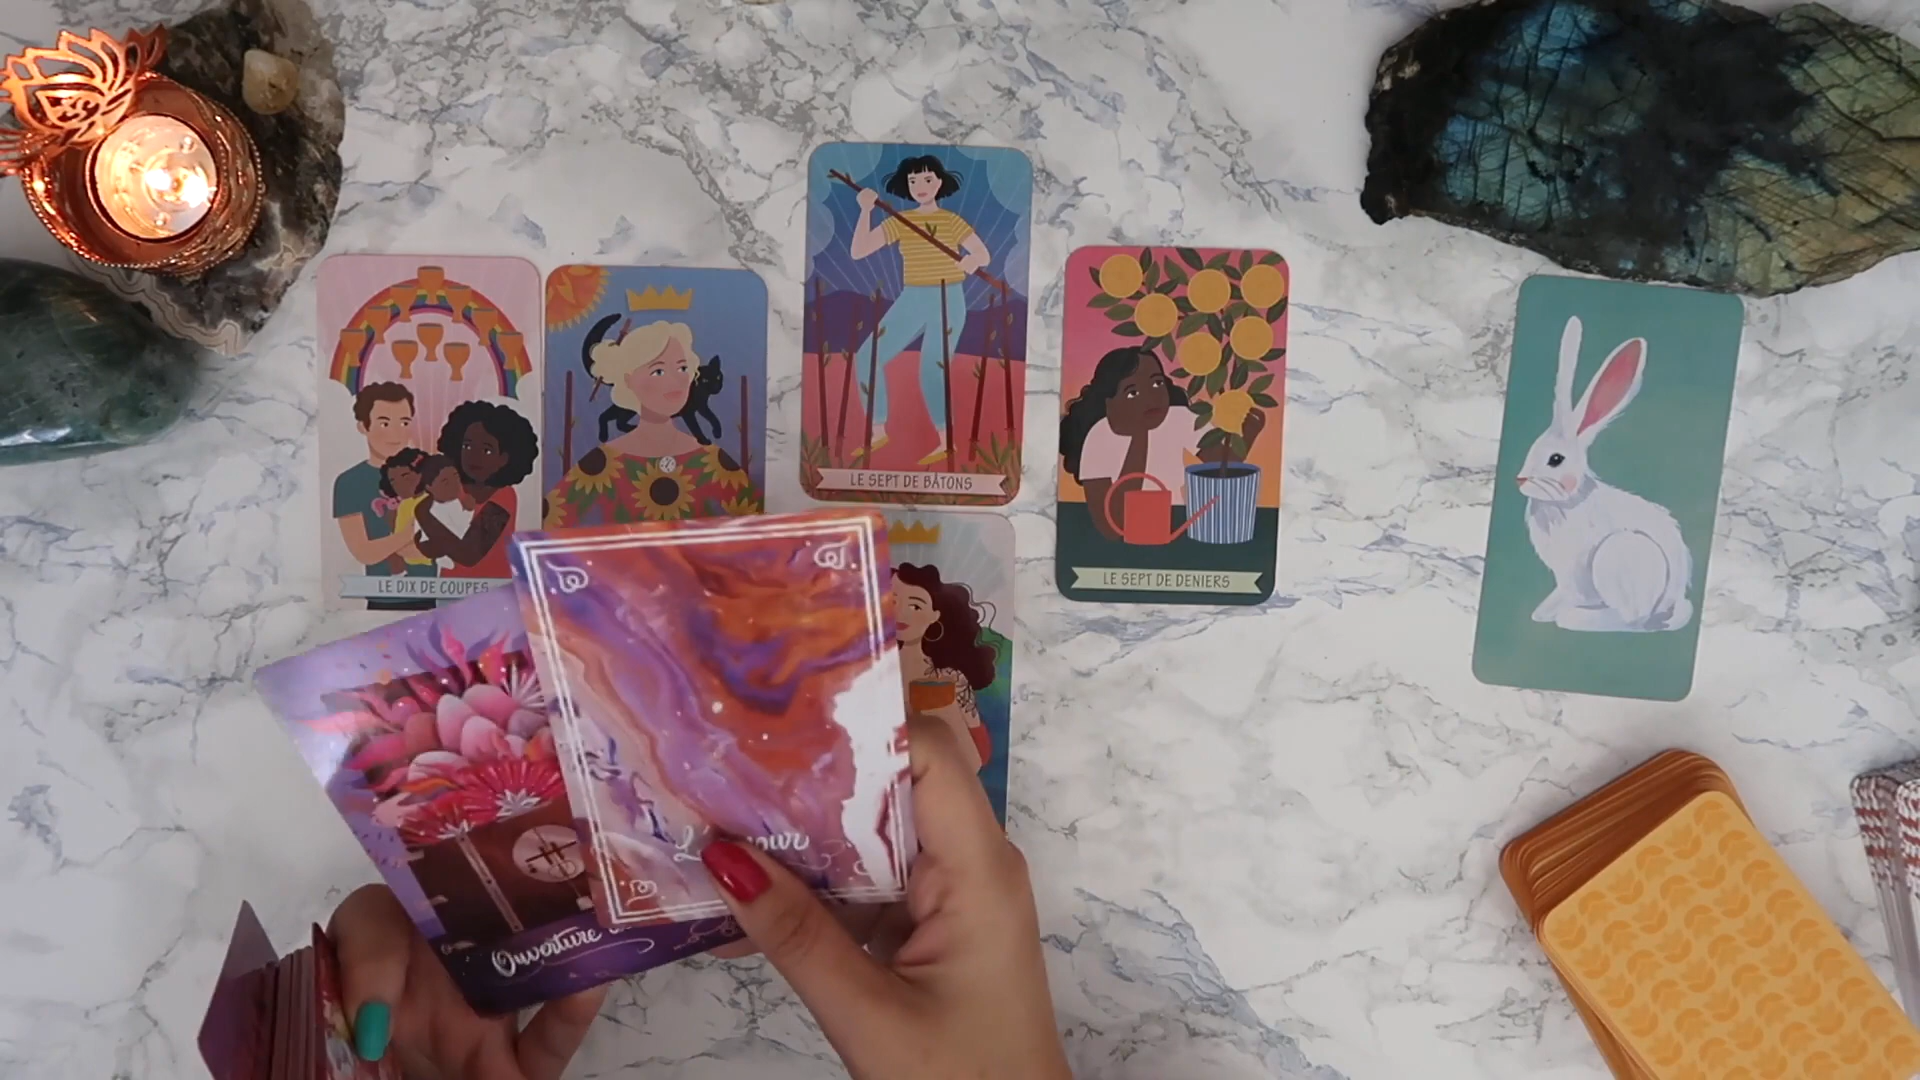 LE SEPT DE BÂTONS
LE SEPT DE DENIERS
LE DIX DE COUPES
Ouverture